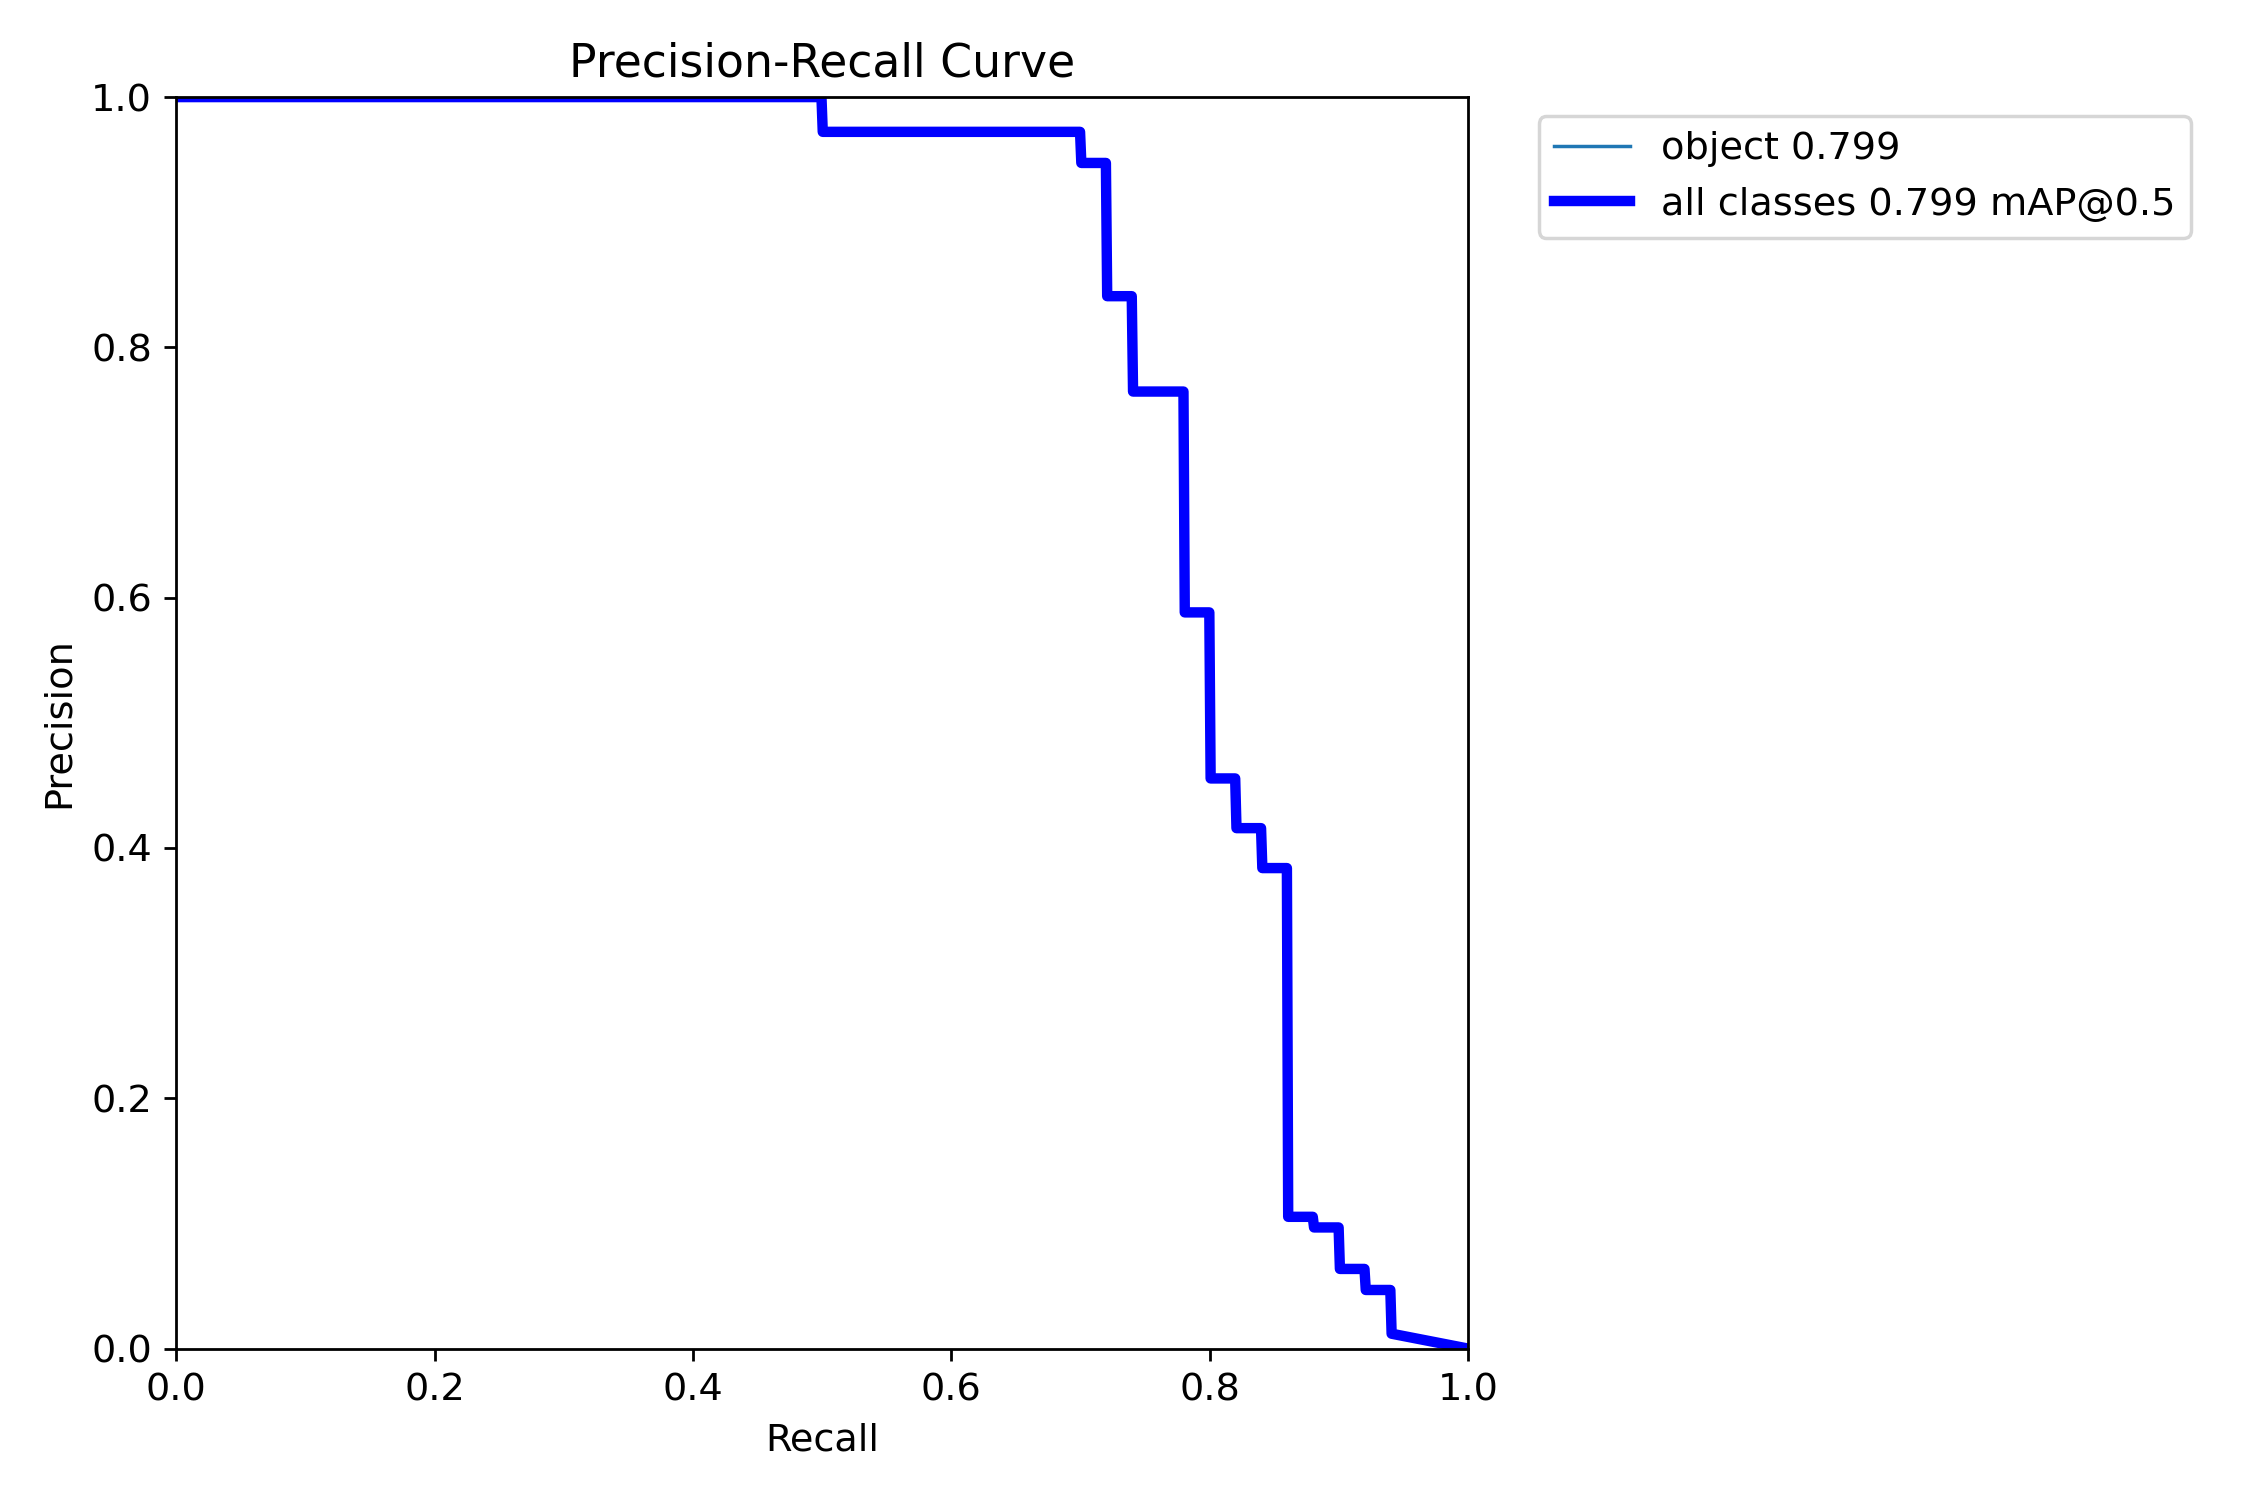 Precision-Recall Curve
1.0
0.8
0.6
0.4
0.2
0.0
Precision
0.0 0.2 0.4 0.6 0.8 1.0
Recall
object 0.799
all classes 0.799 mAP@0.5